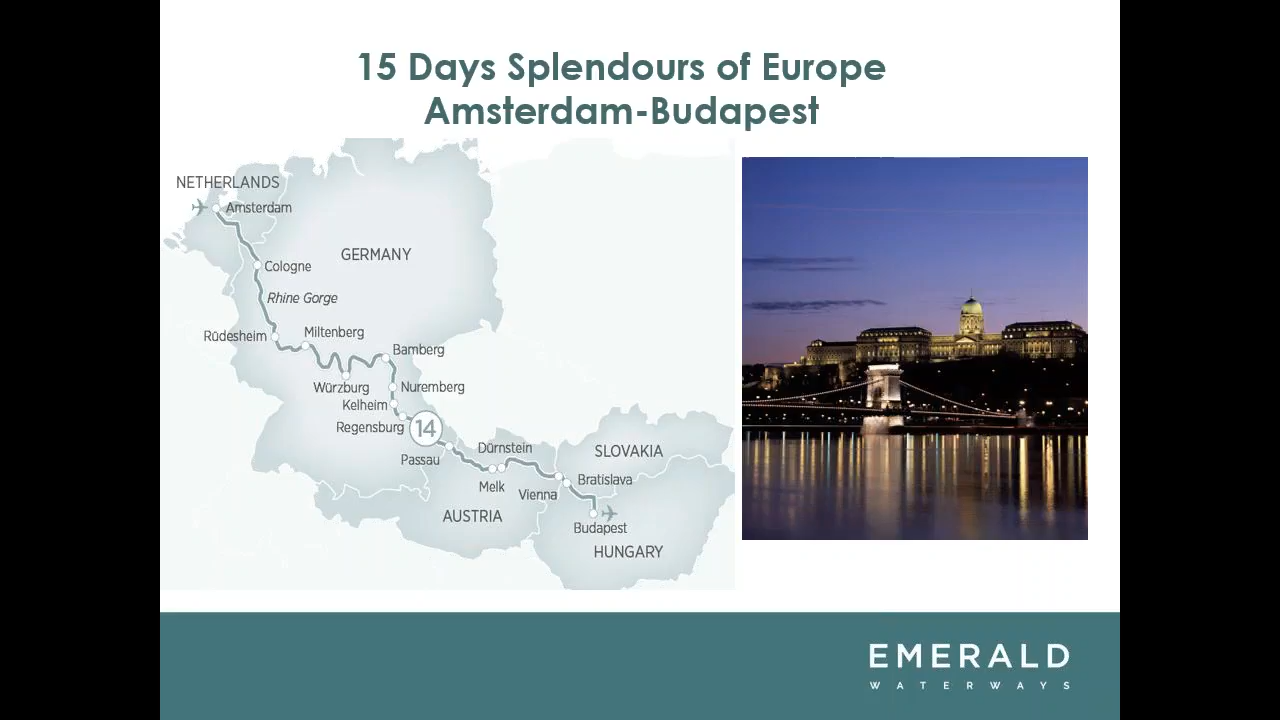 15 Days Splendours of Europe
Amsterdam-Budapest
NETHERLANDS
Amsterdam
GERMANY
Cologne
Rhine Gorge
Rüdesheim
Miltenberg
Bamberg
Würzburg
Nuremberg
Kelheim
Regensburg
14
Passau
Dürnstein
SLOVAKIA
Melk
Vienna
Bratislava
AUSTRIA
Budapest
HUNGARY
EMERALD
WATERWAYS